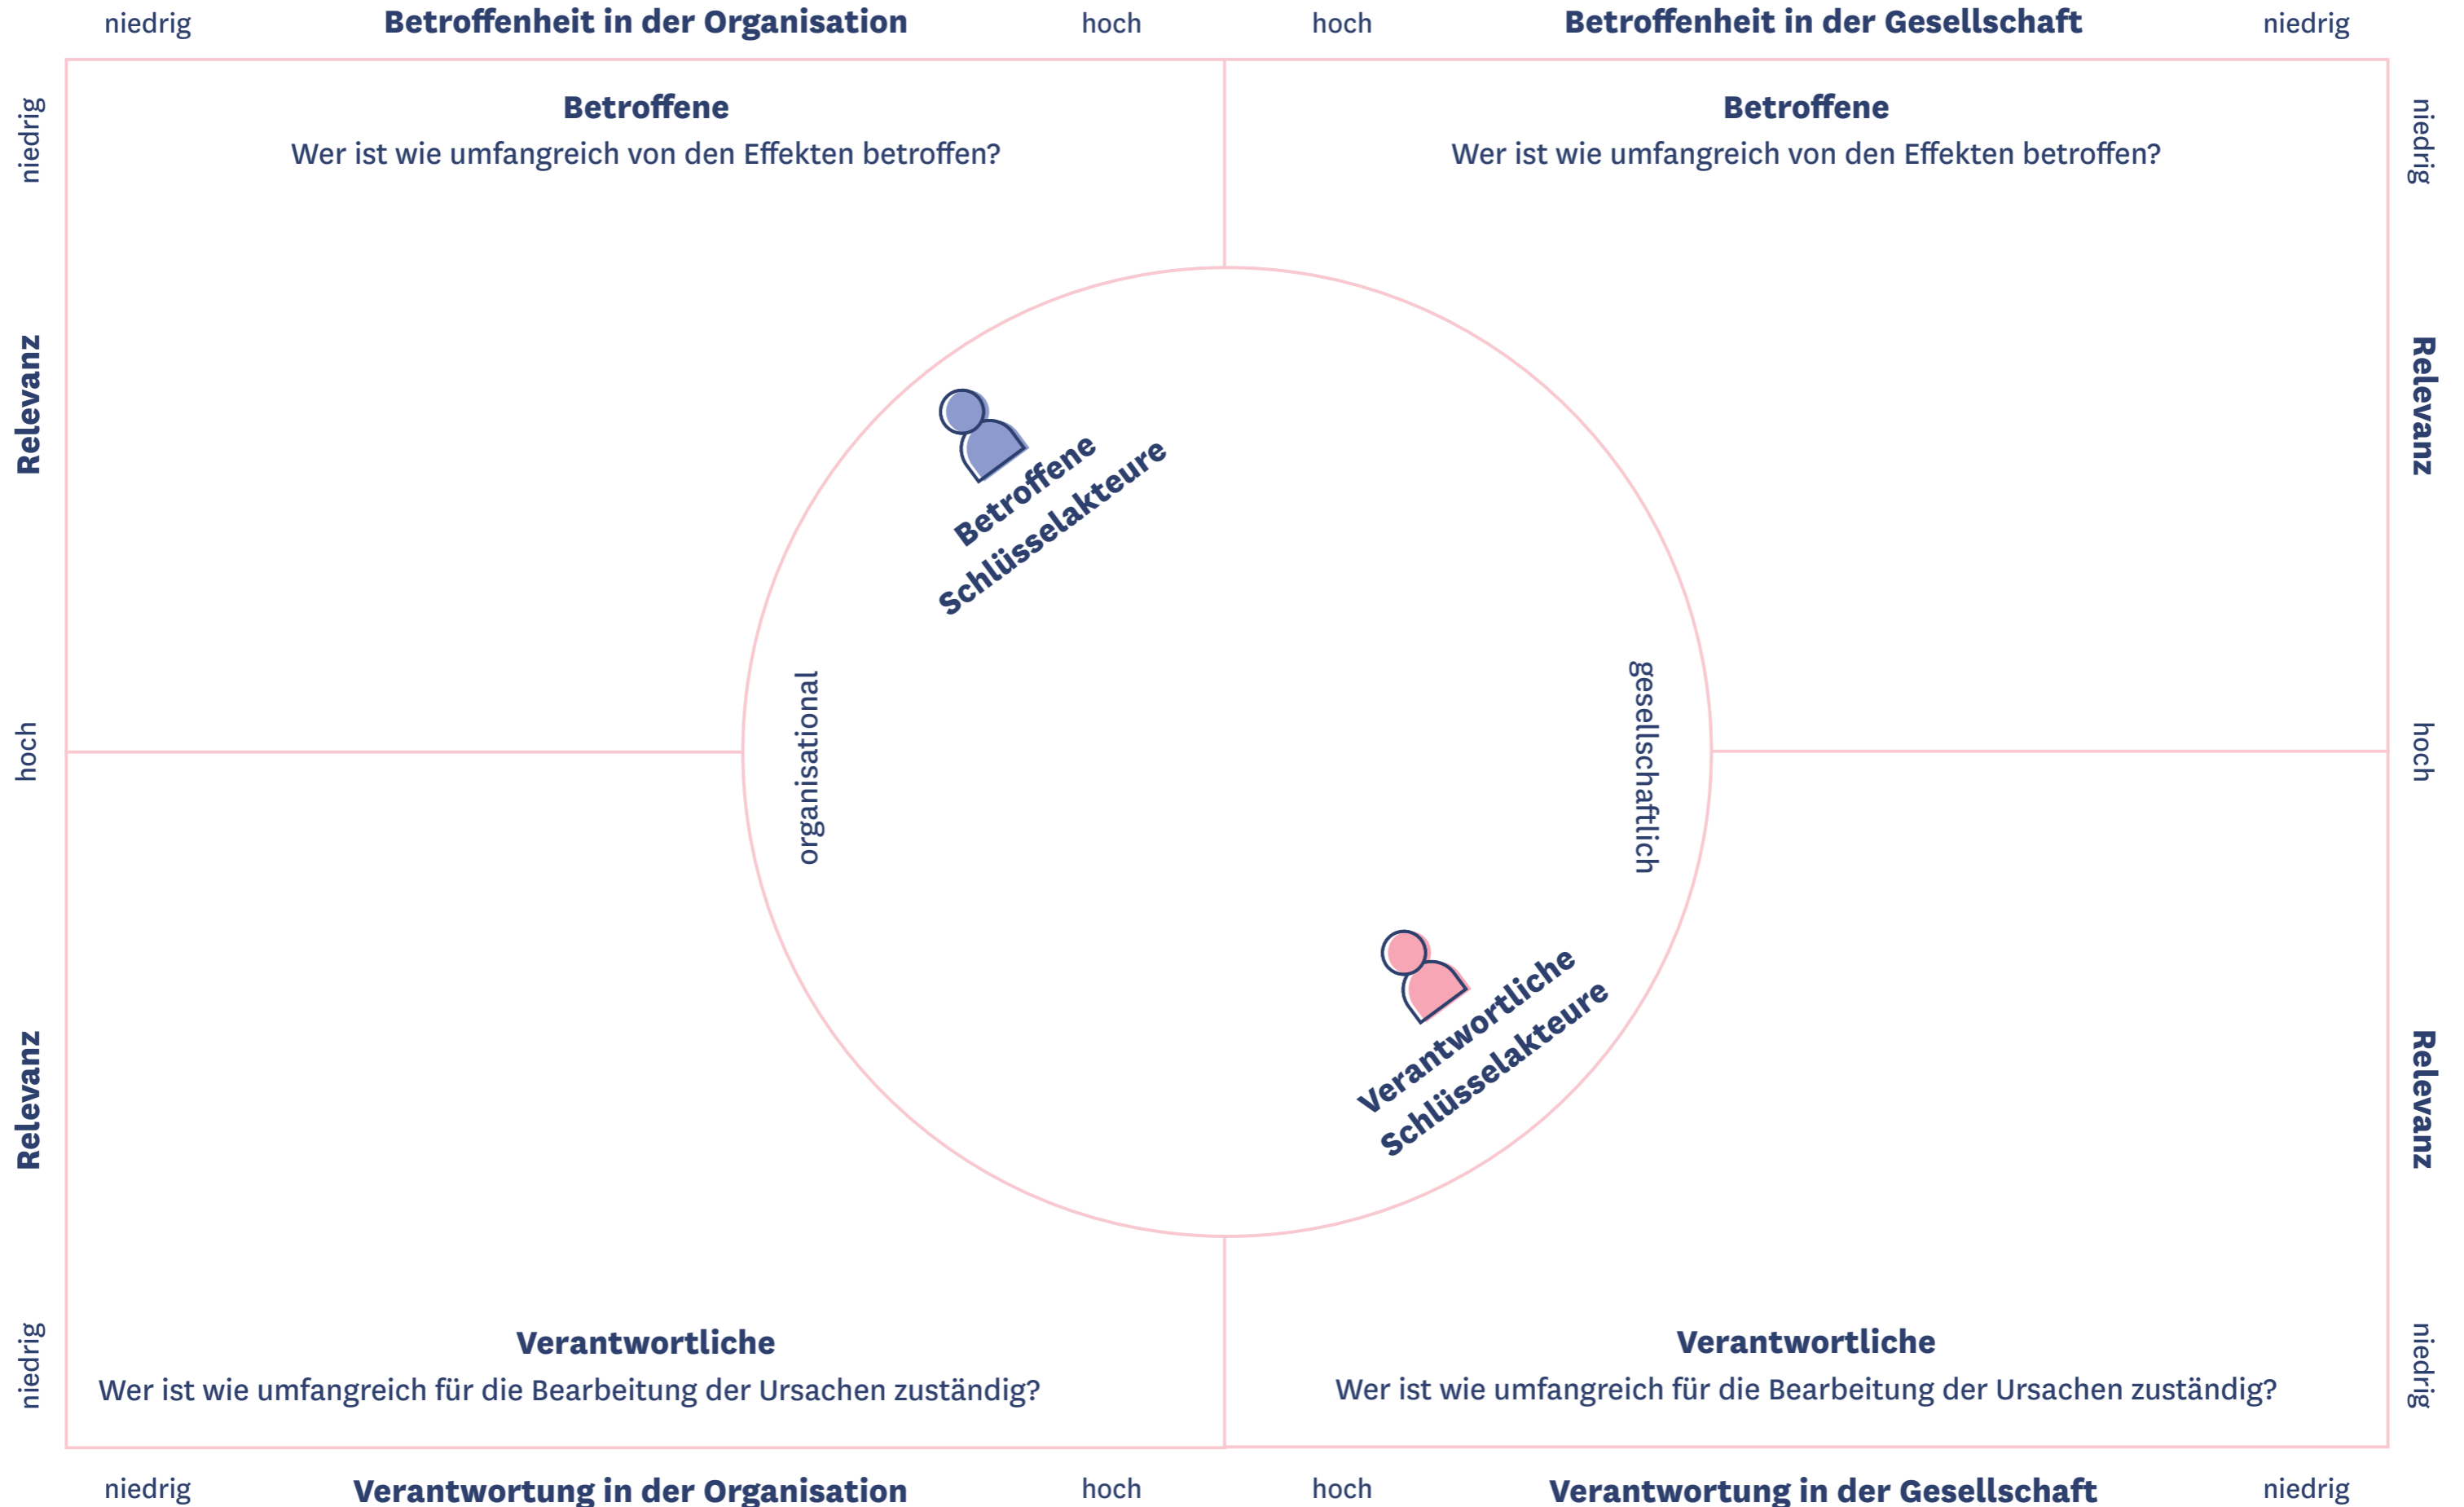 niedrig
Betroffenheit in der Organisation
hoch
hoch
Betroffenheit in der Gesellschaft
niedrig
niedrig
Betroffene
Wer ist wie umfangreich von den Effekten betroffen?
Betroffene
Wer ist wie umfangreich von den Effekten betroffen?
niedrig
Relevanz
Relevanz
Betroffene
Schlüsselakteure
hoch
organisational
gesellschaftlich
hoch
Verantwortliche
Schlüsselakteure
Relevanz
Relevanz
niedrig
Verantwortliche
Wer ist wie umfangreich für die Bearbeitung der Ursachen zuständig?
Verantwortliche
Wer ist wie umfangreich für die Bearbeitung der Ursachen zuständig?
niedrig
niedrig
Verantwortung in der Organisation
hoch
hoch
Verantwortung in der Gesellschaft
niedrig